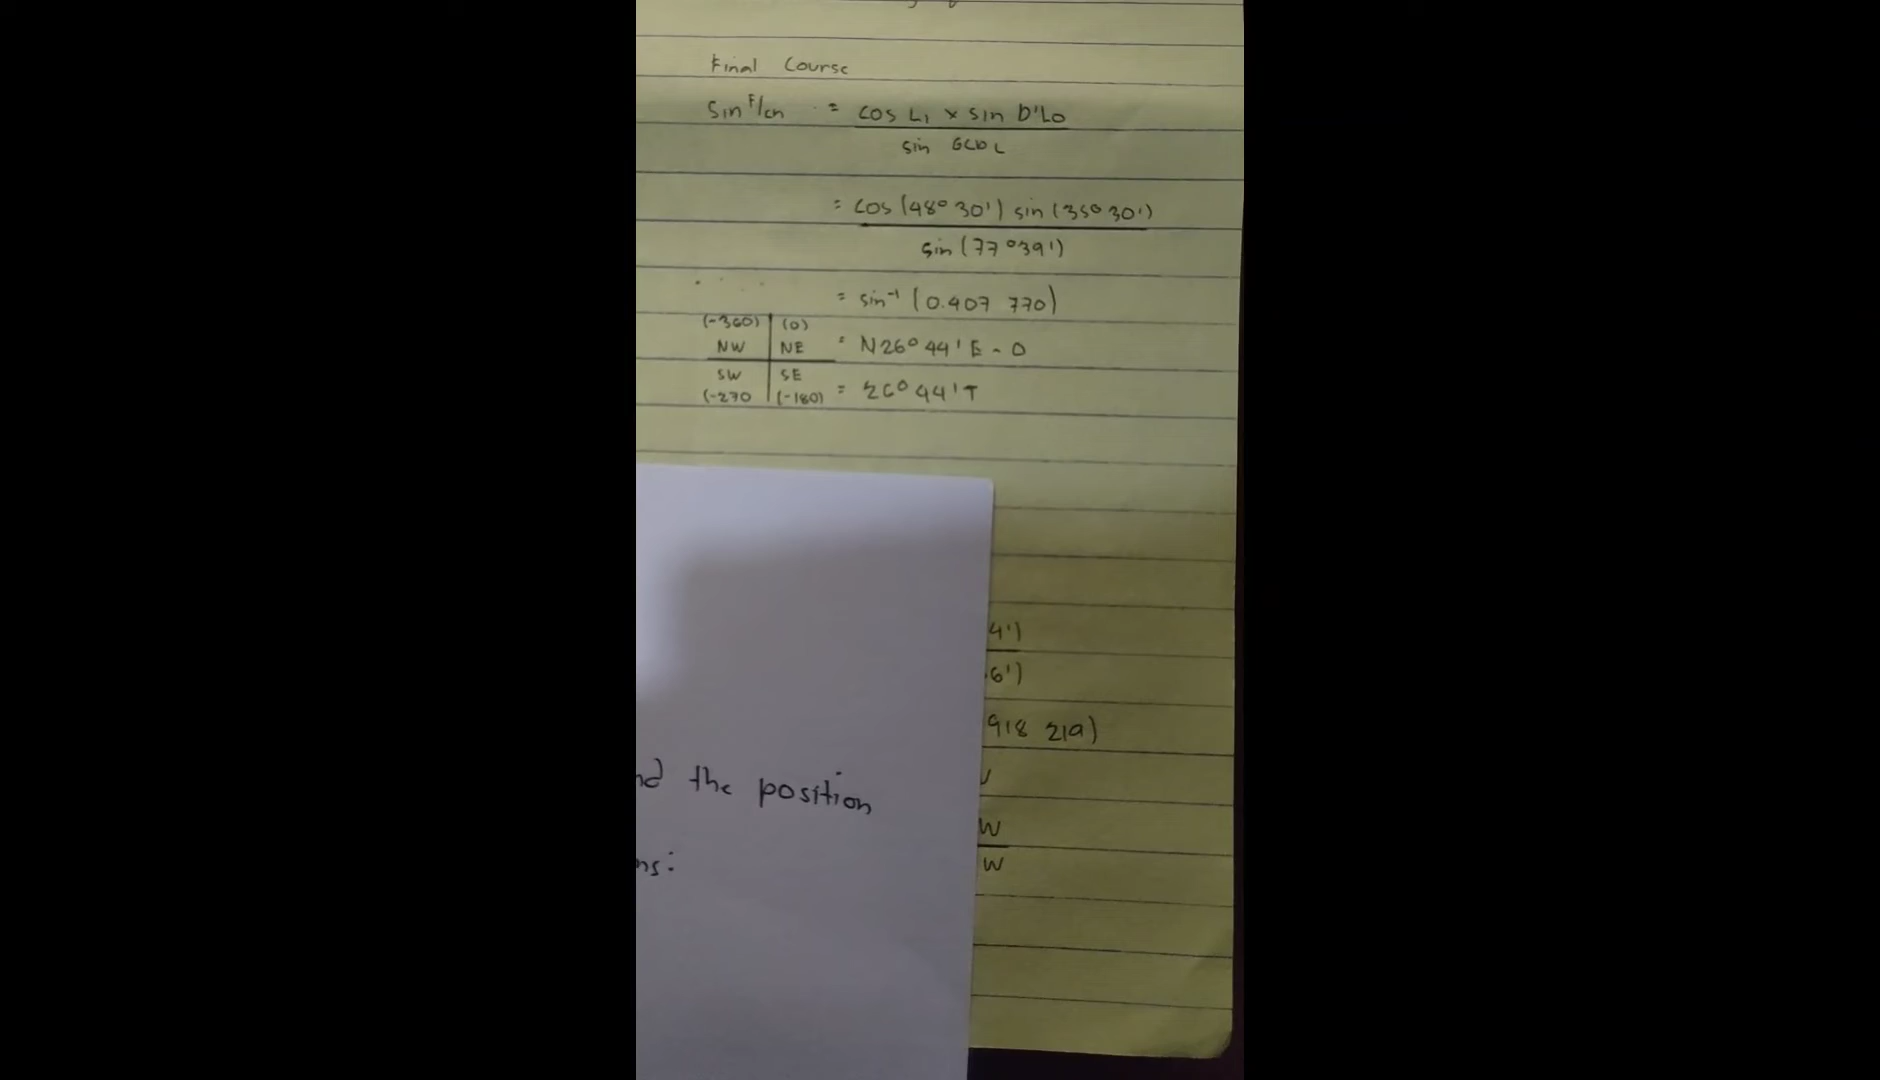 Final Course
Sin F/cn = cos L1 x sin D'Lo
sin GCD L
= cos (48° 30') sin (35° 30')
sin (77° 39')
= sin⁻¹ (0.407 770)
(-360) (0)
NW NE = N26° 44' E - 0
SW SE
(-270 (-180) = 26° 44' T
4')
.6')
918 219)
the position
W
W